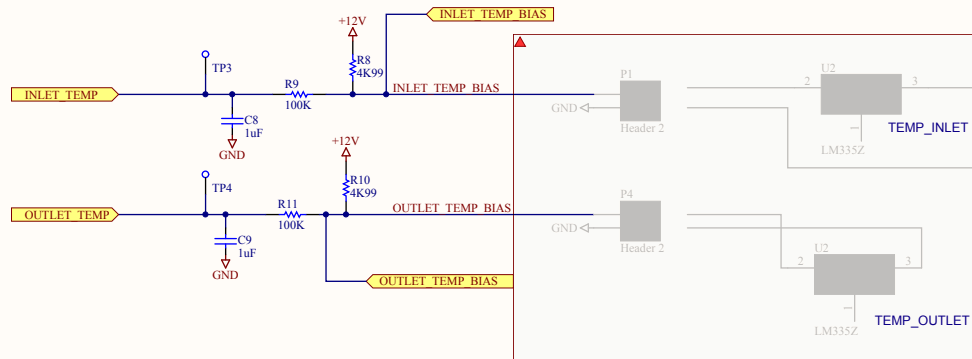 INLET_TEMP_BIAS
+12V
TP3
R8
4K99
P1
U2
R9
INLET_TEMP_BIAS
2
3
INLET_TEMP
100K
GND
C8
1uF
Header 2
TEMP_INLET
GND
LM335Z
+12V
TP4
R10
4K99
P4
R11
OUTLET_TEMP_BIAS
OUTLET_TEMP
100K
GND
C9
1uF
Header 2
U2
2
3
GND
OUTLET_TEMP_BIAS
TEMP_OUTLET
LM335Z